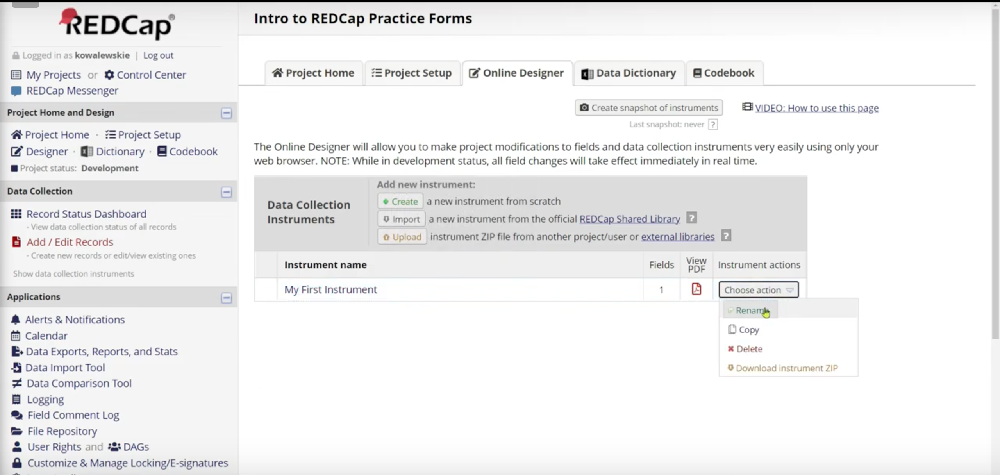 REDCap®
Logged in as kowalewskie | Log out
My Projects or Control Center
REDCap Messenger
Project Home and Design
Project Home · Project Setup
Designer · Dictionary · Codebook
Project status: Development
Data Collection
Record Status Dashboard
- View data collection status of all records
Add / Edit Records
- Create new records or edit/view existing ones
Show data collection instruments
Applications
Alerts & Notifications
Calendar
Data Exports, Reports, and Stats
Data Import Tool
Data Comparison Tool
Logging
Field Comment Log
File Repository
User Rights and DAGs
Customize & Manage Locking/E-signatures
Intro to REDCap Practice Forms
Project Home
Project Setup
Online Designer
Data Dictionary
Codebook
Create snapshot of instruments
VIDEO: How to use this page
Last snapshot: never ?
The Online Designer will allow you to make project modifications to fields and data collection instruments very easily using only your
web browser. NOTE: While in development status, all field changes will take effect immediately in real time.
Data Collection
Instruments
Add new instrument:
Create a new instrument from scratch
Import a new instrument from the official REDCap Shared Library ?
Upload instrument ZIP file from another project/user or external libraries ?
Instrument name
Fields
View
PDF
Instrument actions
My First Instrument
1
Choose action
Rename
Copy
Delete
Download instrument ZIP